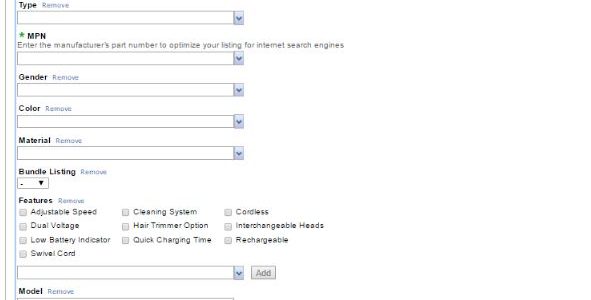 Type Remove
* MPN
Enter the manufacturer's part number to optimize your listing for internet search engines
Gender Remove
Color Remove
Material Remove
Bundle Listing Remove
-
Features Remove
Adjustable Speed Cleaning System Cordless
Dual Voltage Hair Trimmer Option Interchangeable Heads
Low Battery Indicator Quick Charging Time Rechargeable
Swivel Cord
Add
Model Remove